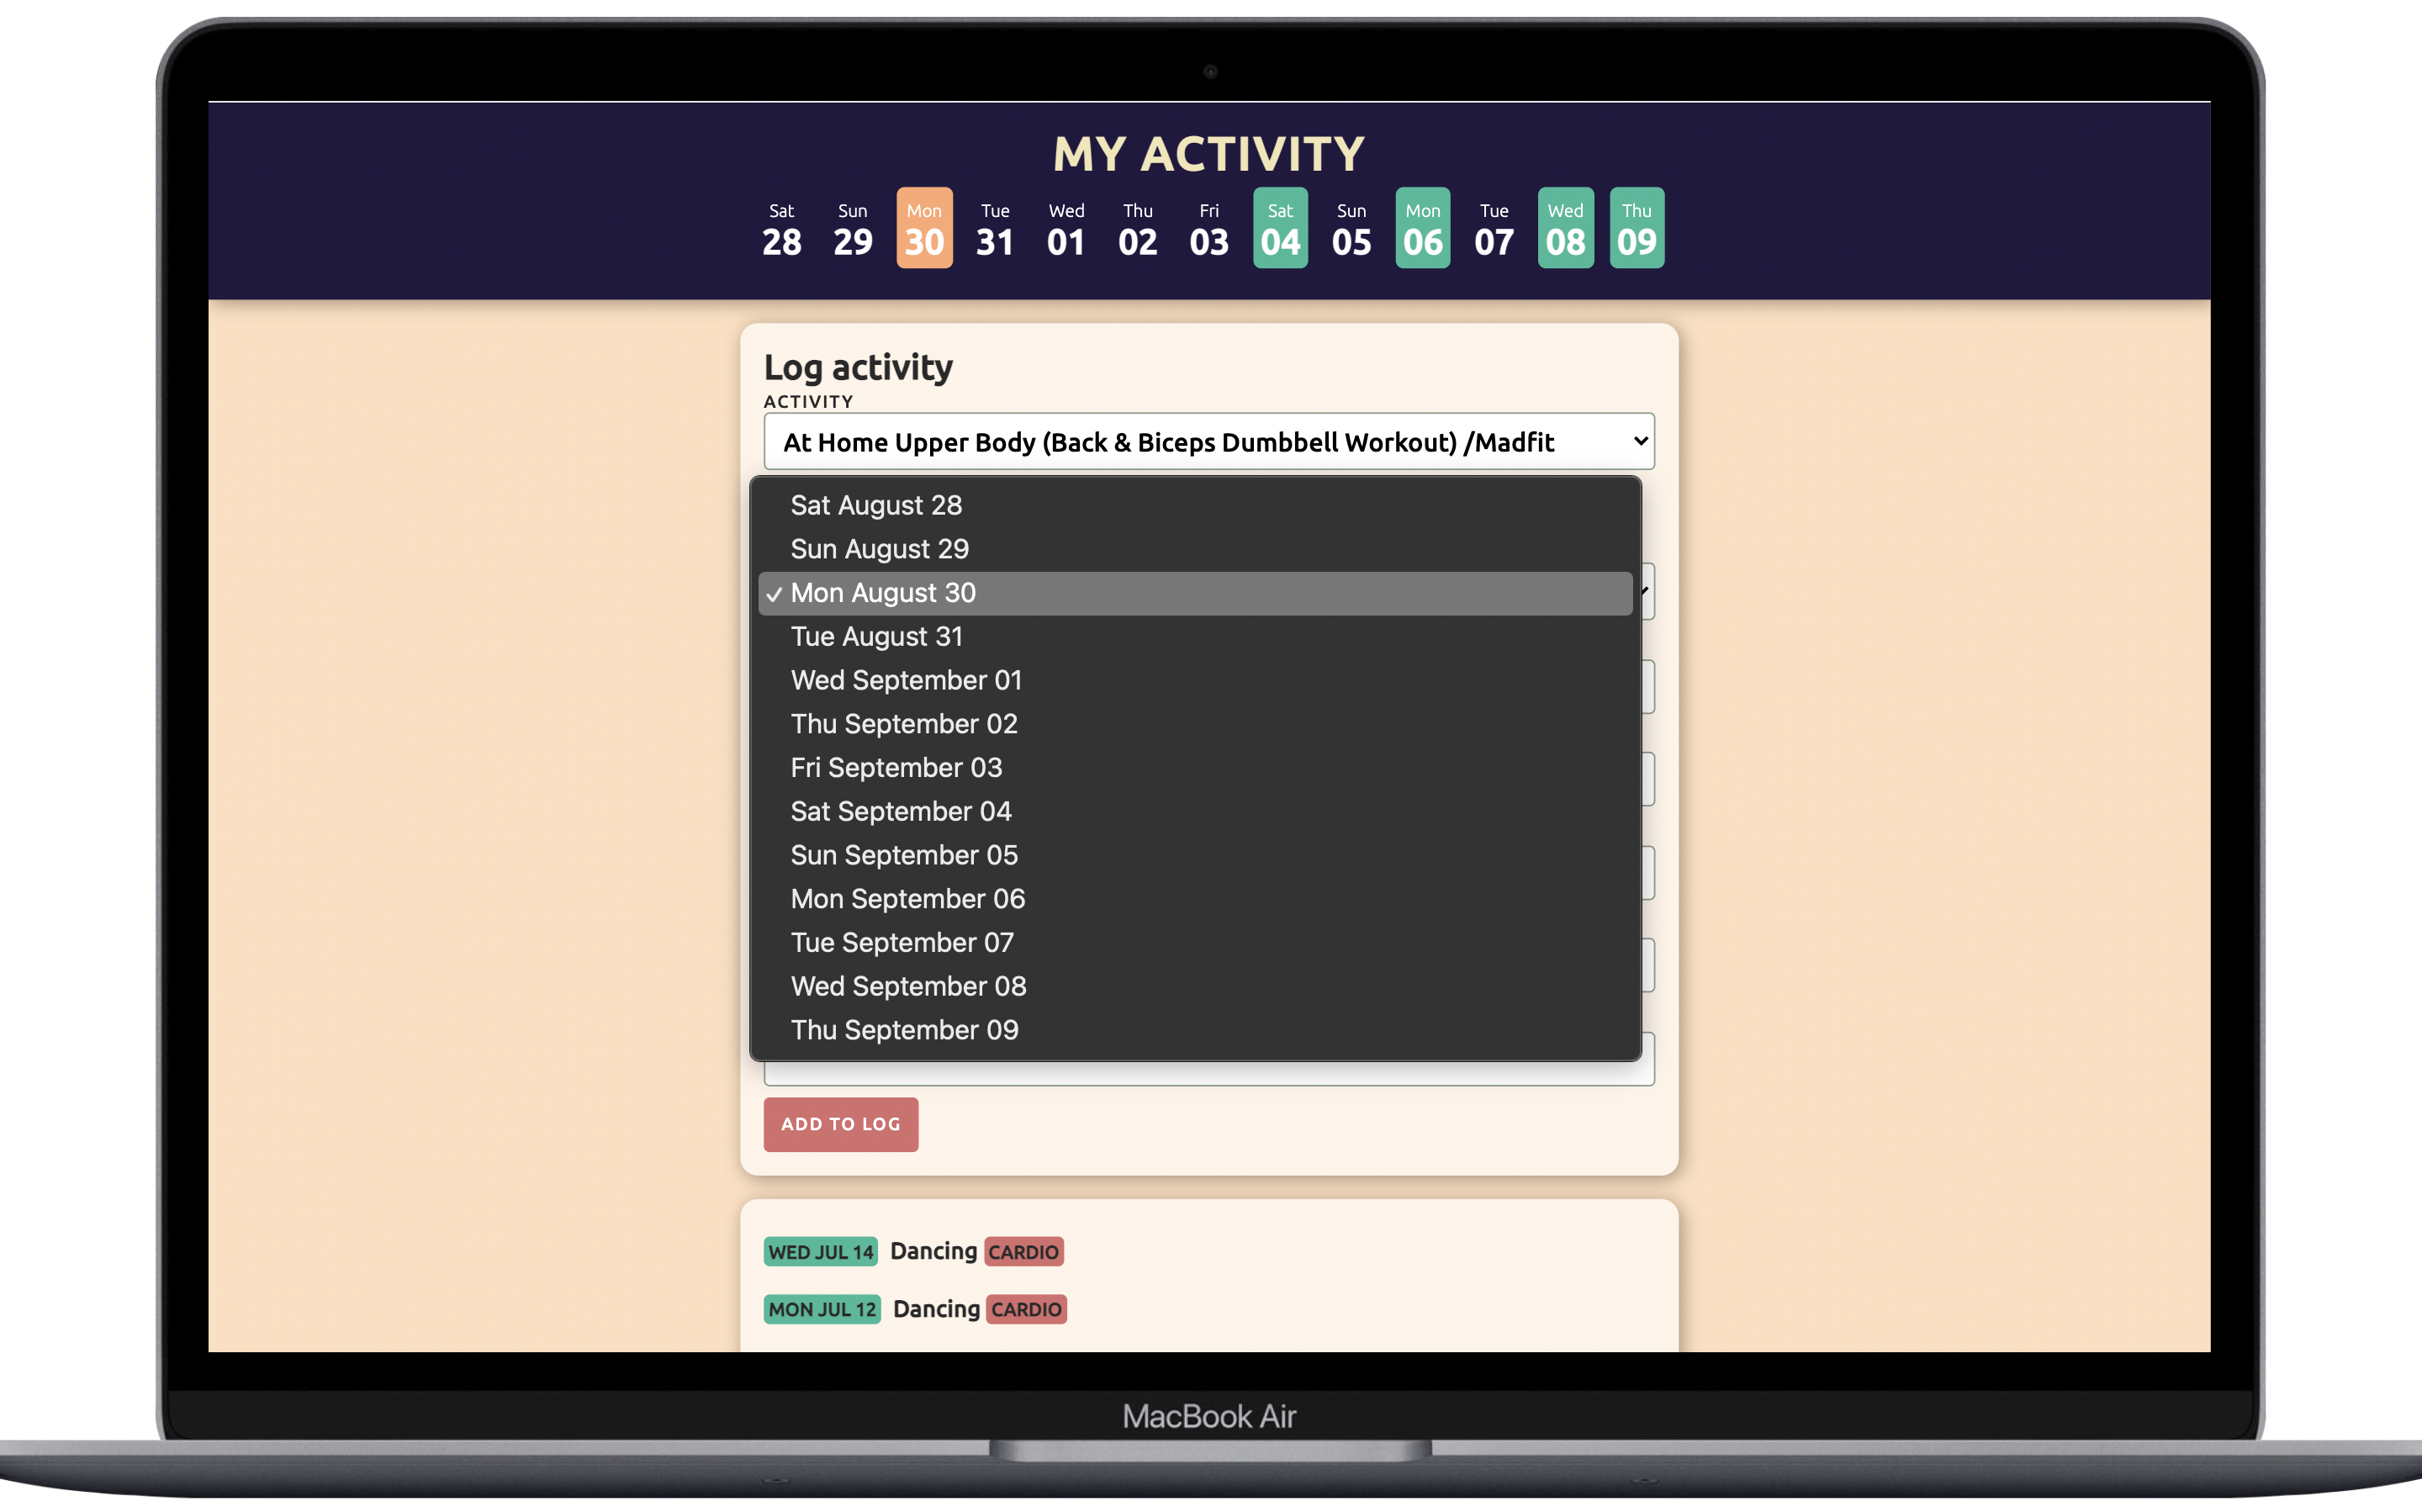 MY ACTIVITY
Sat Sun Mon Tue Wed Thu Fri Sat Sun Mon Tue Wed Thu
28 29 30 31 01 02 03 04 05 06 07 08 09
Log activity
ACTIVITY
At Home Upper Body (Back & Biceps Dumbbell Workout) /Madfit
Sat August 28
Sun August 29
✓ Mon August 30
Tue August 31
Wed September 01
Thu September 02
Fri September 03
Sat September 04
Sun September 05
Mon September 06
Tue September 07
Wed September 08
Thu September 09
ADD TO LOG
WED JUL 14 Dancing CARDIO
MON JUL 12 Dancing CARDIO
MacBook Air